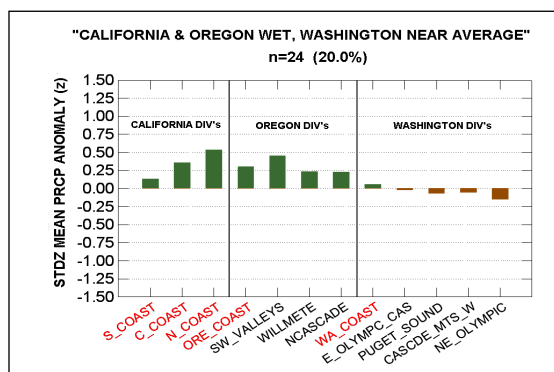 "CALIFORNIA & OREGON WET, WASHINGTON NEAR AVERAGE"
n=24 (20.0%)
STDZ MEAN PRCP ANOMALY (z)
1.50
1.25
1.00
0.75
0.50
0.25
0.00
-0.25
-0.50
-0.75
-1.00
-1.25
-1.50
CALIFORNIA DIV's
OREGON DIV's
WASHINGTON DIV's
S_COAST
C_COAST
N_COAST
ORE_COAST
SW_VALLEYS
WILLMETE
NCASCADE
WA_COAST
E_OLYMPC_CAS
PUGET_SOUND
CASCDE_MTS_W
NE_OLYMPIC